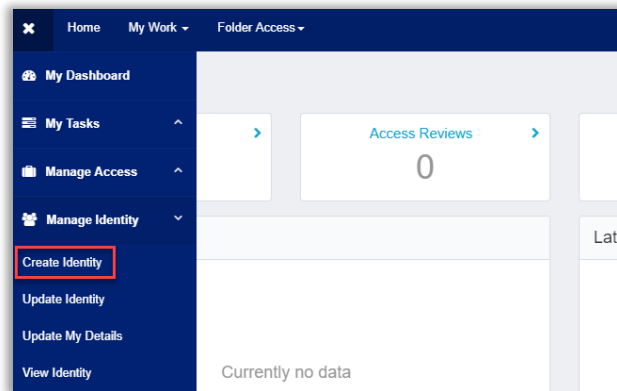 Home My Work Folder Access
My Dashboard
My Tasks
Manage Access
Manage Identity
Create Identity
Update Identity
Update My Details
View Identity
Access Reviews
0
Currently no data